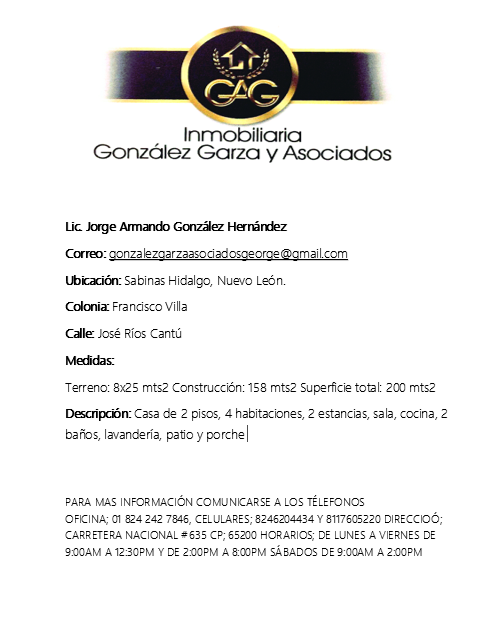 GAG
Inmobiliaria
González Garza y Asociados
Lic. Jorge Armando González Hernández
Correo: gonzalezgarzaasociadosgeorge@gmail.com
Ubicación: Sabinas Hidalgo, Nuevo León.
Colonia: Francisco Villa
Calle: José Ríos Cantú
Medidas:
Terreno: 8x25 mts2 Construcción: 158 mts2 Superficie total: 200 mts2
Descripción: Casa de 2 pisos, 4 habitaciones, 2 estancias, sala, cocina, 2
baños, lavandería, patio y porche
PARA MAS INFORMACIÓN COMUNICARSE A LOS TÉLEFONOS
OFICINA; 01 824 242 7846, CELULARES; 8246204434 Y 8117605220 DIRECCIOÓ;
CARRETERA NACIONAL #635 CP; 65200 HORARIOS; DE LUNES A VIERNES DE
9:00AM A 12:30PM Y DE 2:00PM A 8:00PM SÁBADOS DE 9:00AM A 2:00PM